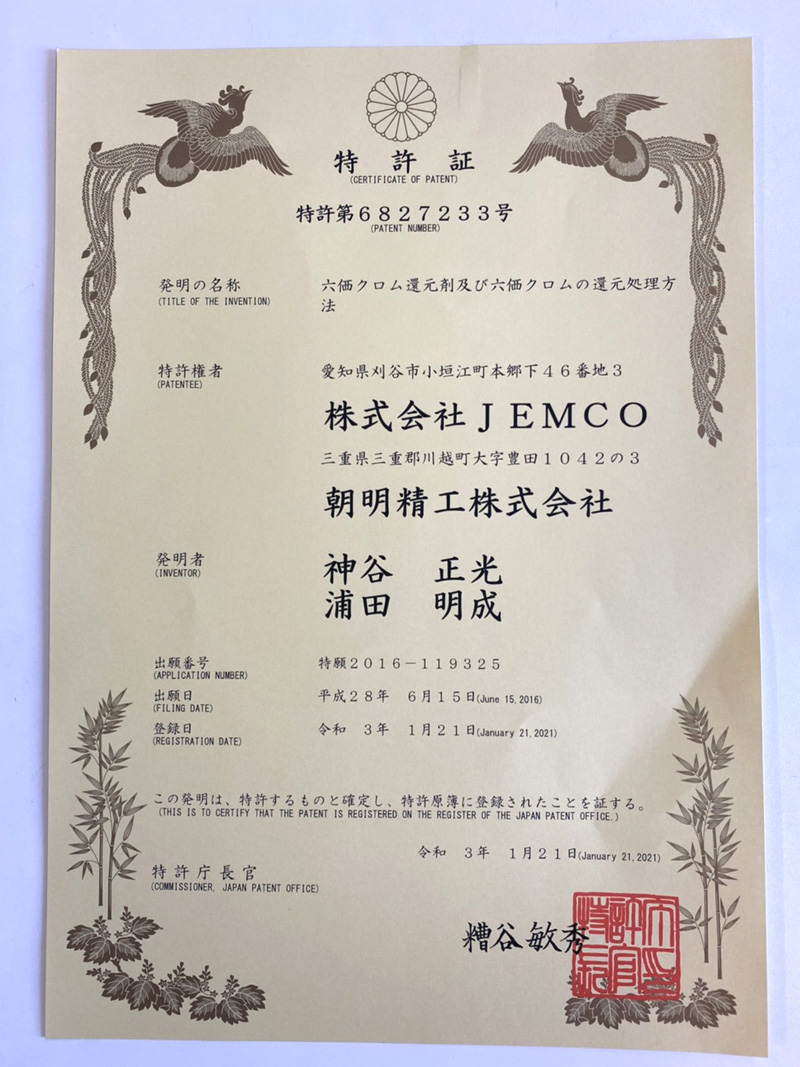 特許証
(CERTIFICATE OF PATENT)
特許第6827233号
(PATENT NUMBER)
発明の名称
(TITLE OF THE INVENTION)
六価クロム還元剤及び六価クロムの還元処理方
法
特許権者
(PATENTEE)
愛知県刈谷市小垣江町本郷下46番地3
株式会社JEMCO
三重県三重郡川越町大字豊田1042の3
朝明精工株式会社
発明者
(INVENTOR)
神谷 正光
浦田 明成
出願番号
(APPLICATION NUMBER)
特願2016-119325
出願日
(FILING DATE)
平成28年 6月15日(June 15,2016)
登録日
(REGISTRATION DATE)
令和 3年 1月21日(January 21,2021)
この発明は、特許するものと確定し、特許原簿に登録されたことを証する。
(THIS IS TO CERTIFY THAT THE PATENT IS REGISTERED ON THE REGISTER OF THE JAPAN PATENT OFFICE.)
令和 3年 1月21日(January 21,2021)
特許庁長官
(COMMISSIONER, JAPAN PATENT OFFICE)
糟谷敏秀